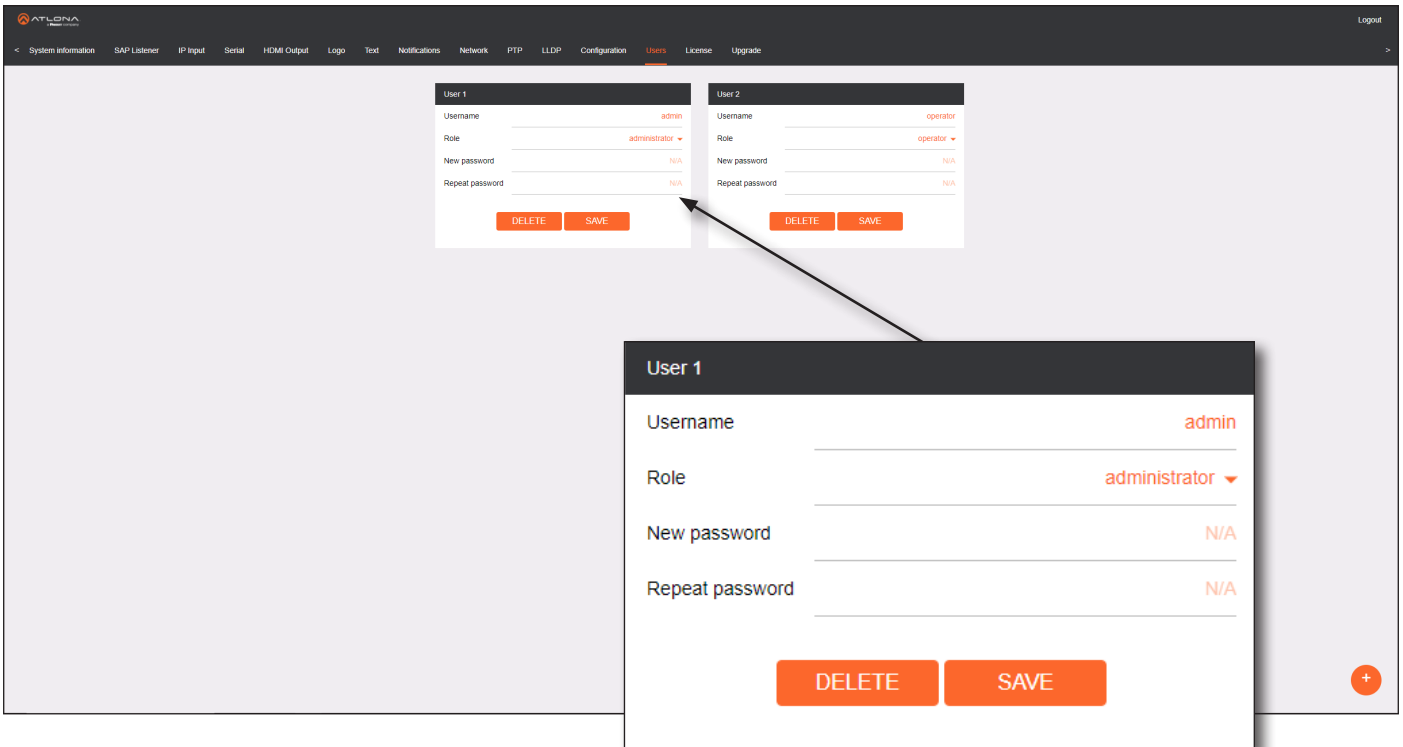 ATLONA
Logout
< System information SAP Listener IP Input Serial HDMI Output Logo Text Notifications Network PTP LLDP Configuration Users License Upgrade >
User 1
Username admin
Role administrator
New password N/A
Repeat password N/A
DELETE SAVE
User 2
Username operator
Role operator
New password N/A
Repeat password N/A
DELETE SAVE
User 1
Username admin
Role administrator
New password N/A
Repeat password N/A
DELETE SAVE
+